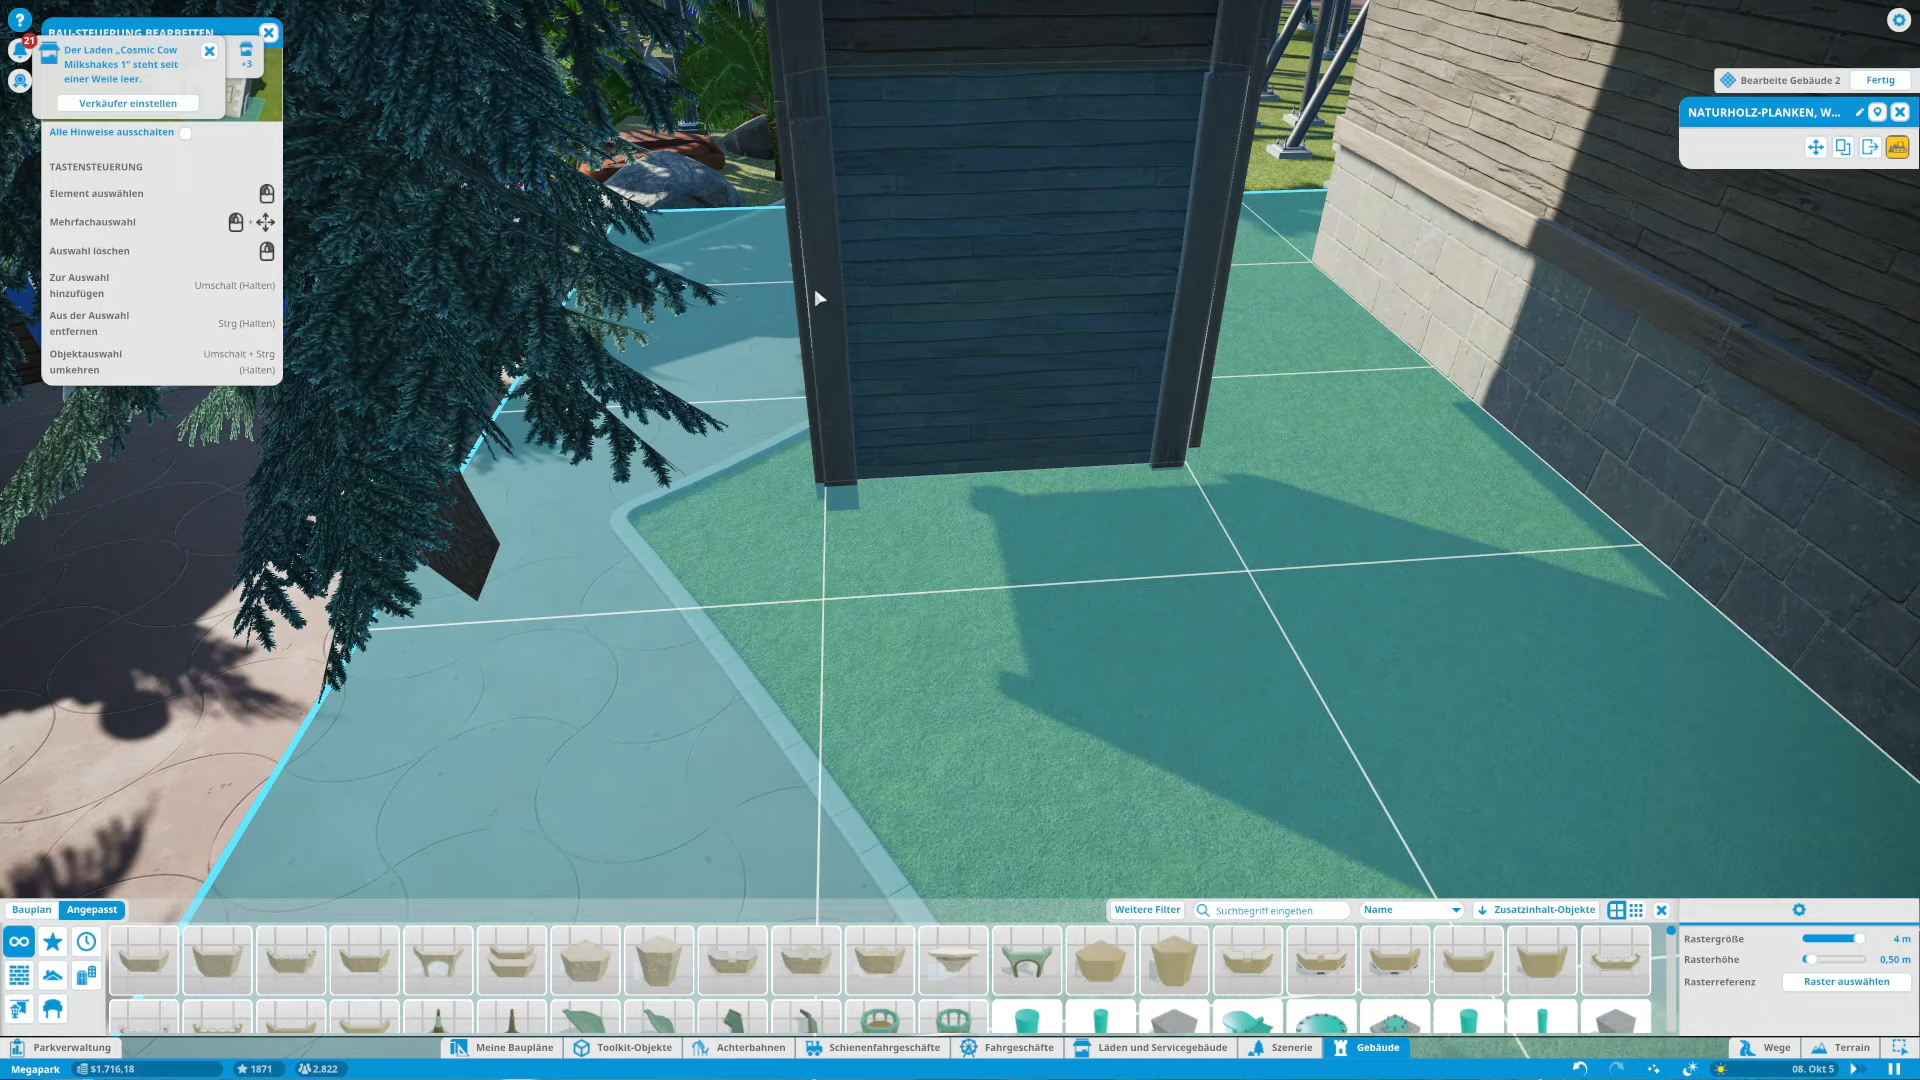 ?
BAU-STEUERUNG BEARBEITEN
21
Der Laden „Cosmic Cow
Milkshakes 1“ steht seit
einer Weile leer.
+3
Verkäufer einstellen
Alle Hinweise ausschalten
TASTENSTEUERUNG
Element auswählen
Mehrfachauswahl
+
Auswahl löschen
Zur Auswahl
hinzufügen
Umschalt (Halten)
Aus der Auswahl
entfernen
Strg (Halten)
Objektauswahl
umkehren
Umschalt + Strg
(Halten)
Bearbeite Gebäude 2
Fertig
NATURHOLZ-PLANKEN, W...
Bauplan
Angepasst
Weitere Filter
Suchbegriff eingeben
Name
Zusatzinhalt-Objekte
Rastergröße
4 m
Rasterhöhe
0,50 m
Rasterreferenz
Raster auswählen
Parkverwaltung
Meine Baupläne
Toolkit-Objekte
Achterbahnen
Schienenfahrgeschäfte
Fahrgeschäfte
Läden und Servicegebäude
Szenerie
Gebäude
Wege
Terrain
Megapark
$1.716,18
1871
2.822
08. Okt 5